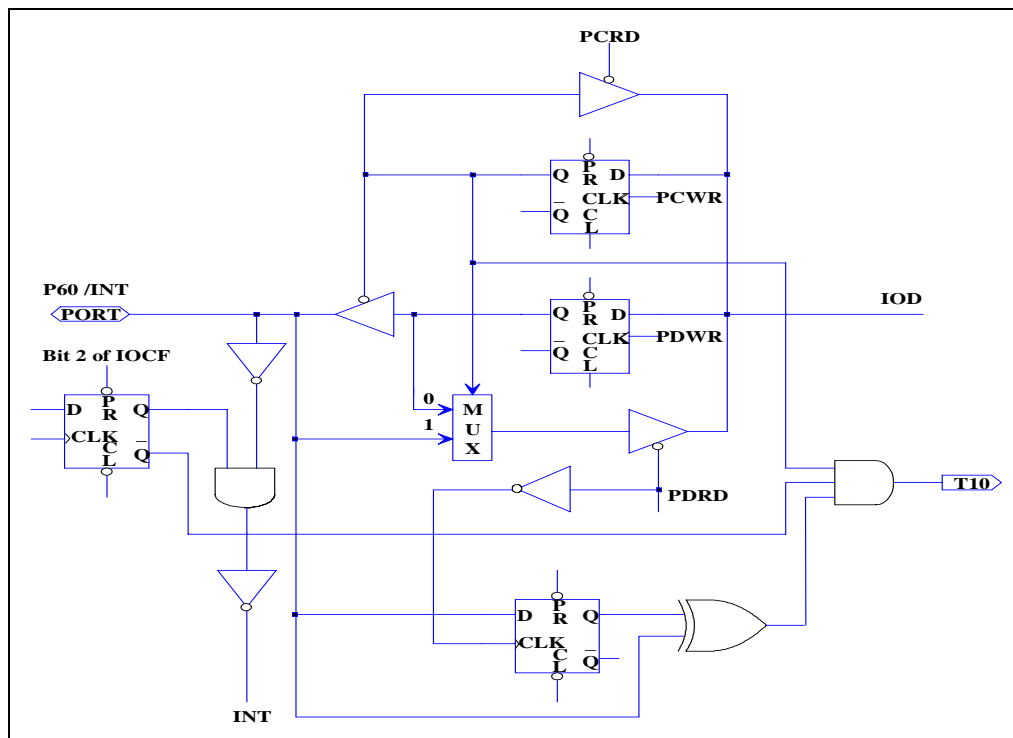 PCRD
Q P R D
CLK PCWR
Q C L
P60 /INT
PORT
Q P R D
CLK PDWR
Q C L
IOD
Bit 2 of IOCF
D P R Q
CLK
C L Q
0
1
M U X
PDRD
T10
D P R Q
CLK
C L Q
INT